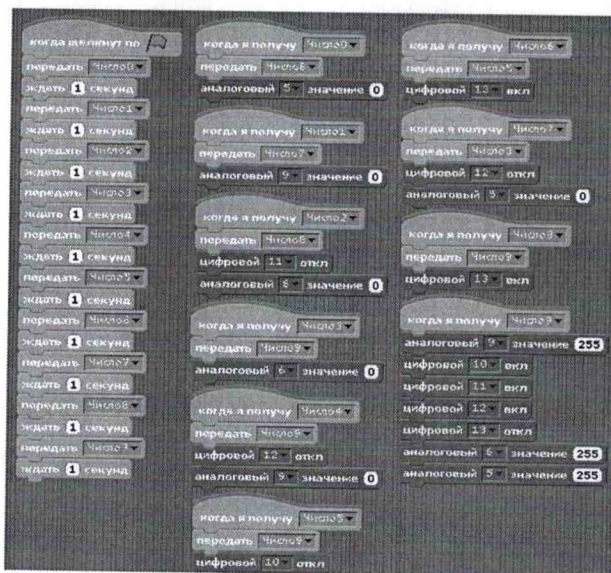 когда щелкнут по
передать Число0
ждать 1 секунд
передать Число1
ждать 1 секунд
передать Число2
ждать 1 секунд
передать Число3
ждать 1 секунд
передать Число4
ждать 1 секунд
передать Число5
ждать 1 секунд
передать Число6
ждать 1 секунд
передать Число7
ждать 1 секунд
передать Число8
ждать 1 секунд
передать Число9
ждать 1 секунд
когда я получу Число0
передать Число8
аналоговый 5 значение 0
когда я получу Число1
передать Число7
аналоговый 9 значение 0
когда я получу Число2
передать Число8
цифровой 11 откл
аналоговый 6 значение 0
когда я получу Число3
передать Число9
аналоговый 6 значение 0
когда я получу Число4
передать Число9
цифровой 12 откл
аналоговый 9 значение 0
когда я получу Число5
передать Число9
цифровой 10 откл
когда я получу Число6
передать Число5
цифровой 13 вкл
когда я получу Число7
передать Число3
цифровой 12 откл
аналоговый 5 значение 0
когда я получу Число8
передать Число9
цифровой 13 вкл
когда я получу Число9
аналоговый 9 значение 255
цифровой 10 вкл
цифровой 11 вкл
цифровой 12 вкл
цифровой 13 откл
аналоговый 6 значение 255
аналоговый 5 значение 255